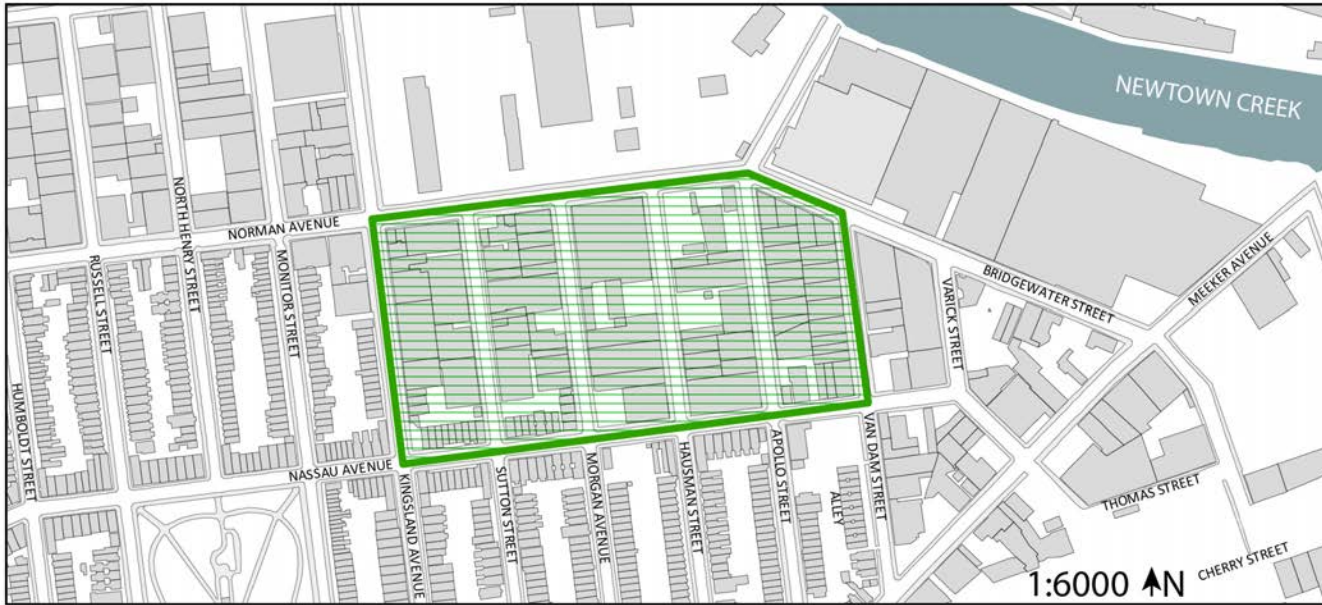 NEWTOWN CREEK
NORMAN AVENUE
NORTH HENRY STREET
RUSSELL STREET
MONITOR STREET
HUMBOLDT STREET
BRIDGEWATER STREET
MEEKER AVENUE
VARICK STREET
NASSAU AVENUE
KINGSLAND AVENUE
SUTTON STREET
MORGAN AVENUE
HAUSMAN STREET
APOLLO STREET
ALLEY
VAN DAM STREET
THOMAS STREET
CHERRY STREET
1:6000 N